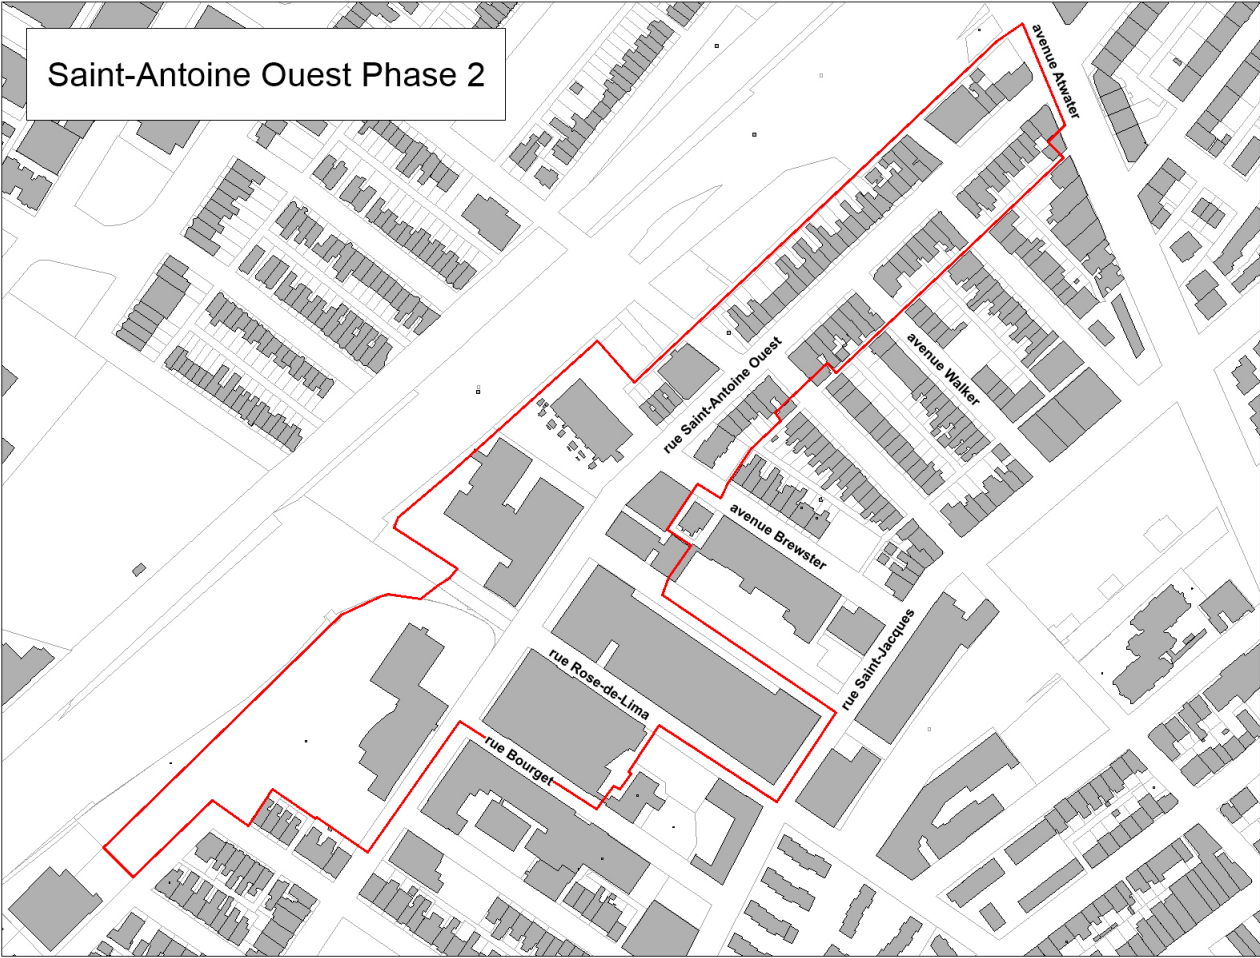 Saint-Antoine Ouest Phase 2
avenue Atwater
rue Saint-Antoine Ouest
avenue Walker
avenue Brewster
rue Saint-Jacques
rue Rose-de-Lima
rue Bourget